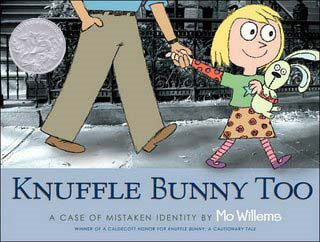 KNUFFLE BUNNY TOO
A CASE OF MISTAKEN IDENTITY BY Mo Willems
WINNER OF A CALDECOTT HONOR FOR KNUFFLE BUNNY: A CAUTIONARY TALE